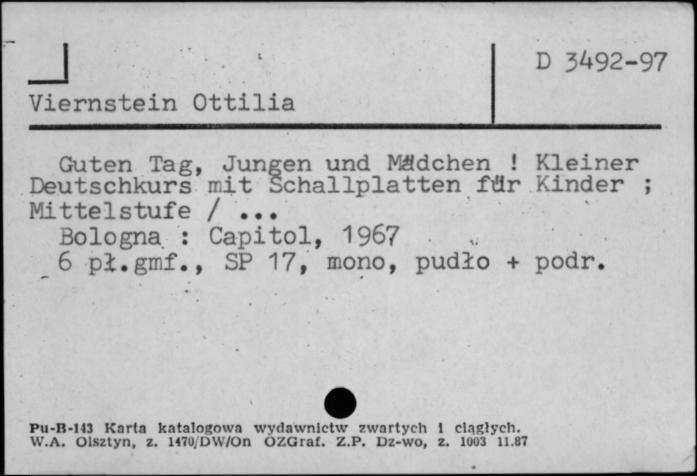 D 3492-97
Viernstein Ottilia
Guten Tag, Jungen und Mädchen ! Kleiner
Deutschkurs mit Schallplatten für Kinder ;
Mittelstufe / ...
Bologna : Capitol, 1967
6 pł.gmf., SP 17, mono, pudło + podr.
Pu-B-143 Karta katalogowa wydawnictw zwartych i ciągłych.
W.A. Olsztyn, z. 1470/DW/On OZGraf. Z.P. Dz-wo, z. 1003 11.87